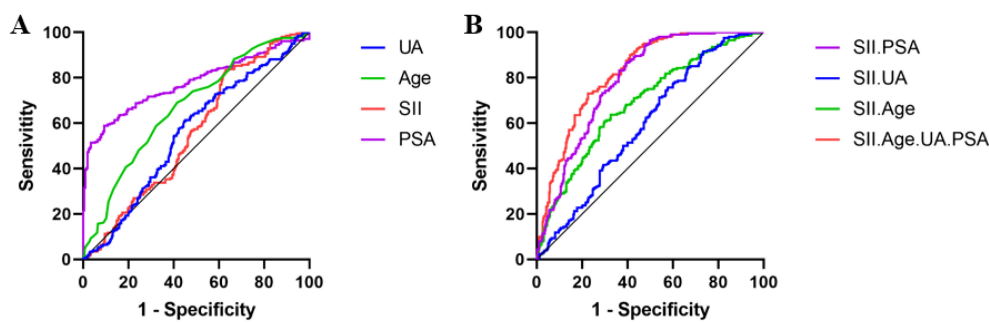 A
Sensivitity
100
80
60
40
20
0
0 20 40 60 80 100
1 - Specificity
UA
Age
SII
PSA
B
Sensivitity
100
80
60
40
20
0
0 20 40 60 80 100
1 - Specificity
SII.PSA
SII.UA
SII.Age
SII.Age.UA.PSA